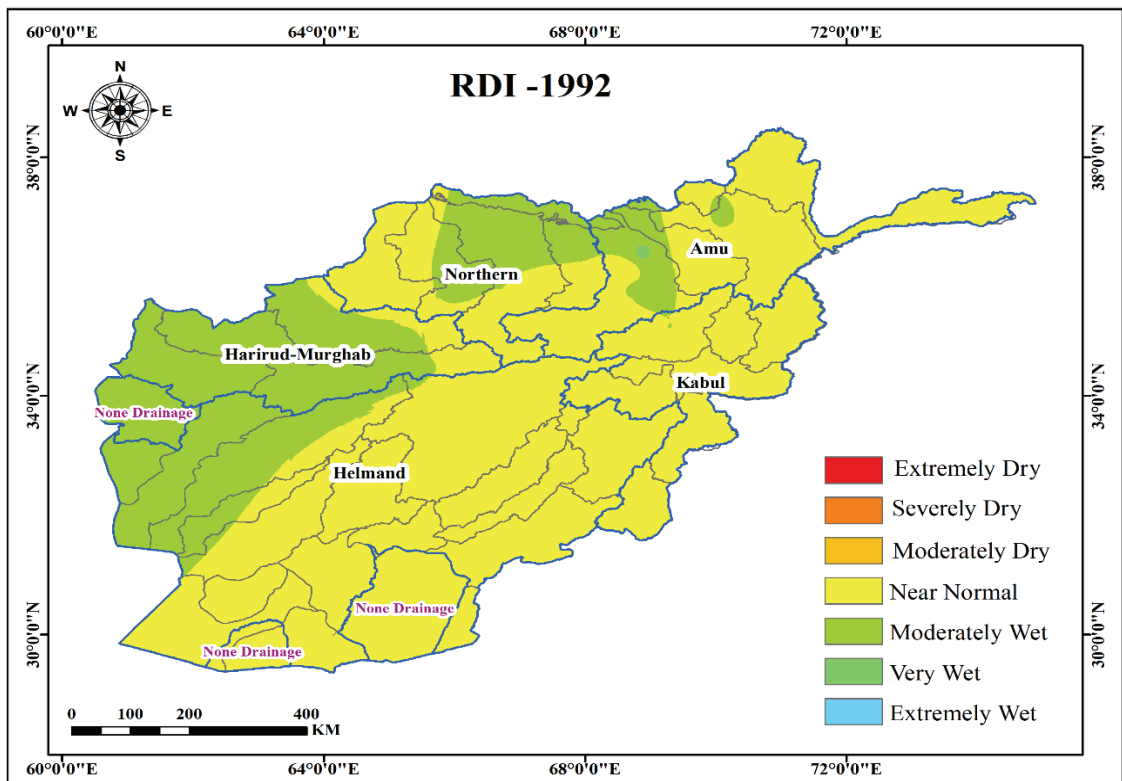 60°0'0"E 64°0'0"E 68°0'0"E 72°0'0"E
RDI -1992
N
W E
S
38°0'0"N 38°0'0"N
Amu
Northern
Harirud-Murghab
Kabul
34°0'0"N 34°0'0"N
None Drainage
Helmand
Extremely Dry
Severely Dry
Moderately Dry
Near Normal
None Drainage
Moderately Wet
30°0'0"N 30°0'0"N
None Drainage
Very Wet
Extremely Wet
0 100 200 400
KM
60°0'0"E 64°0'0"E 68°0'0"E 72°0'0"E